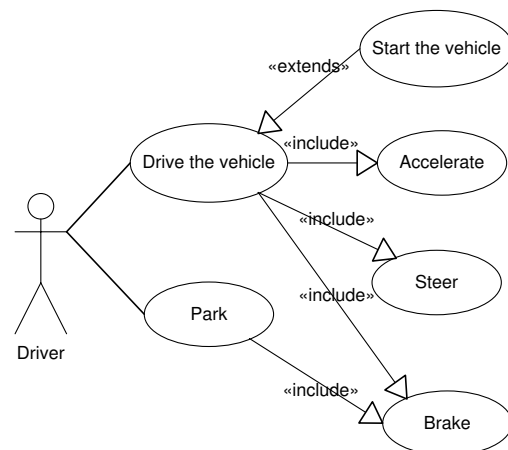 Start the vehicle
«extends»
«include»
Drive the vehicle
Accelerate
«include»
Steer
«include»
Park
Driver
«include»
Brake